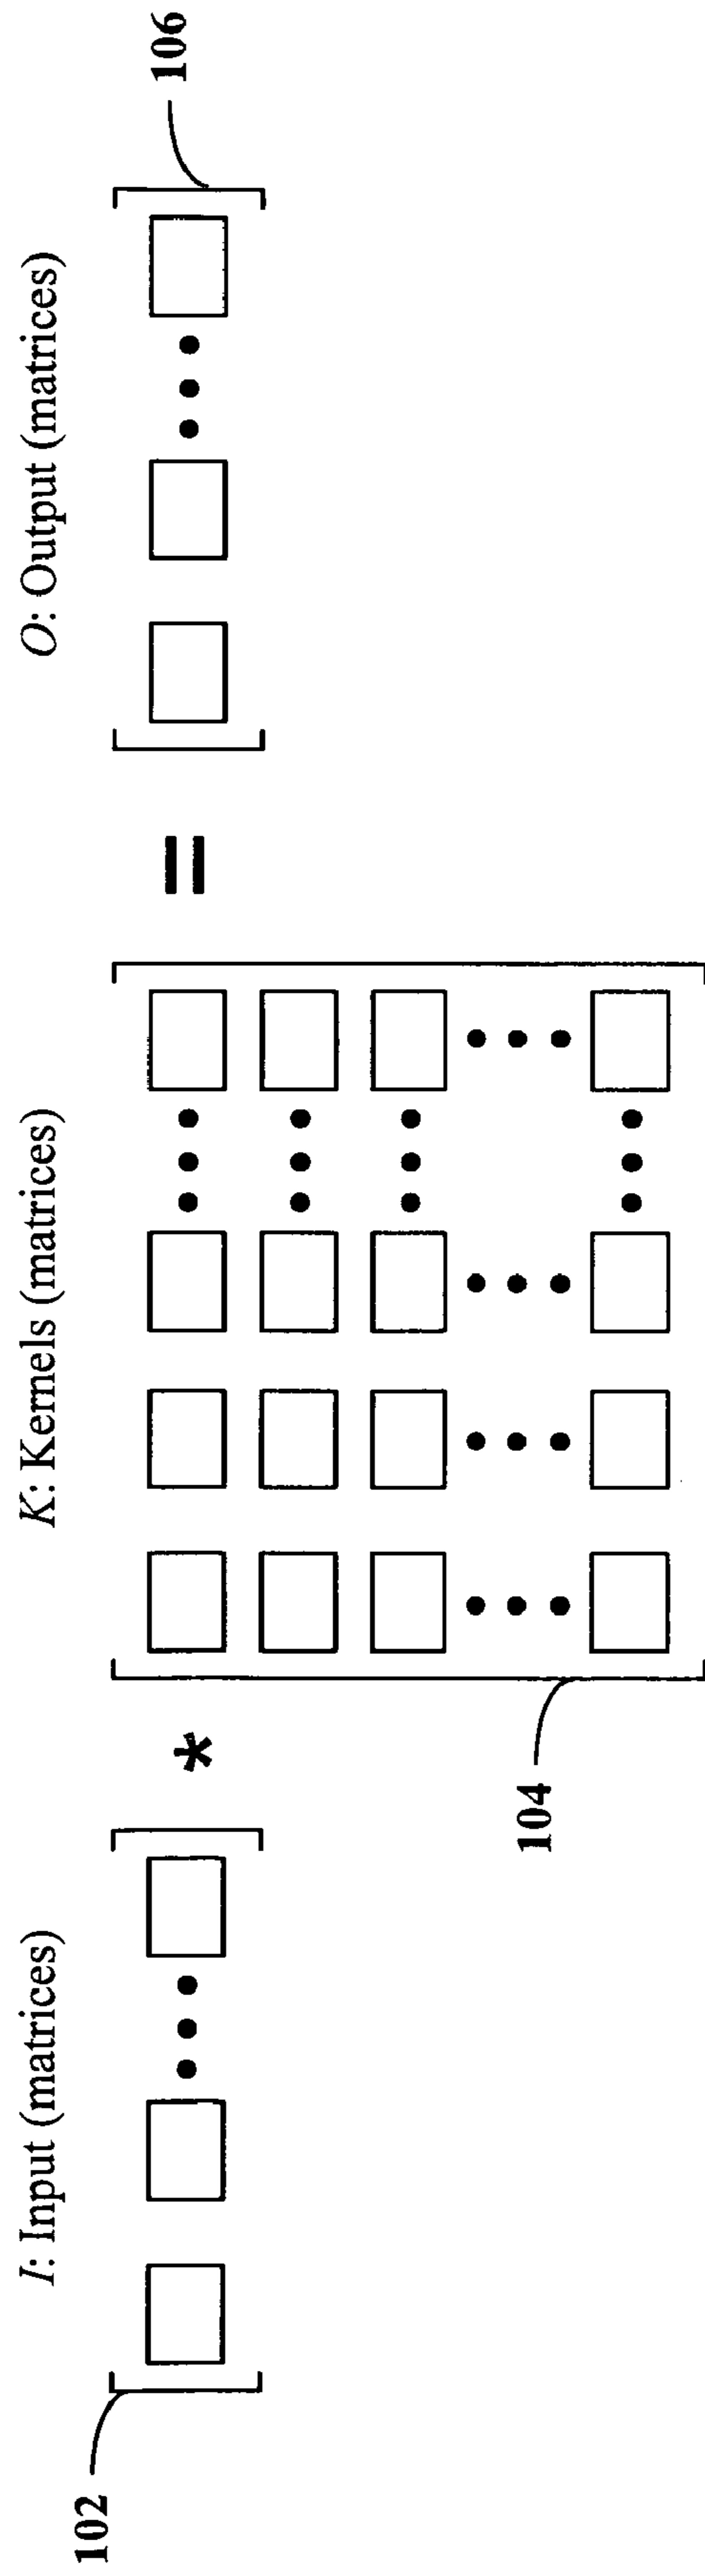 I: Input (matrices)
K: Kernels (matrices)
O: Output (matrices)
*
=
102
104
106